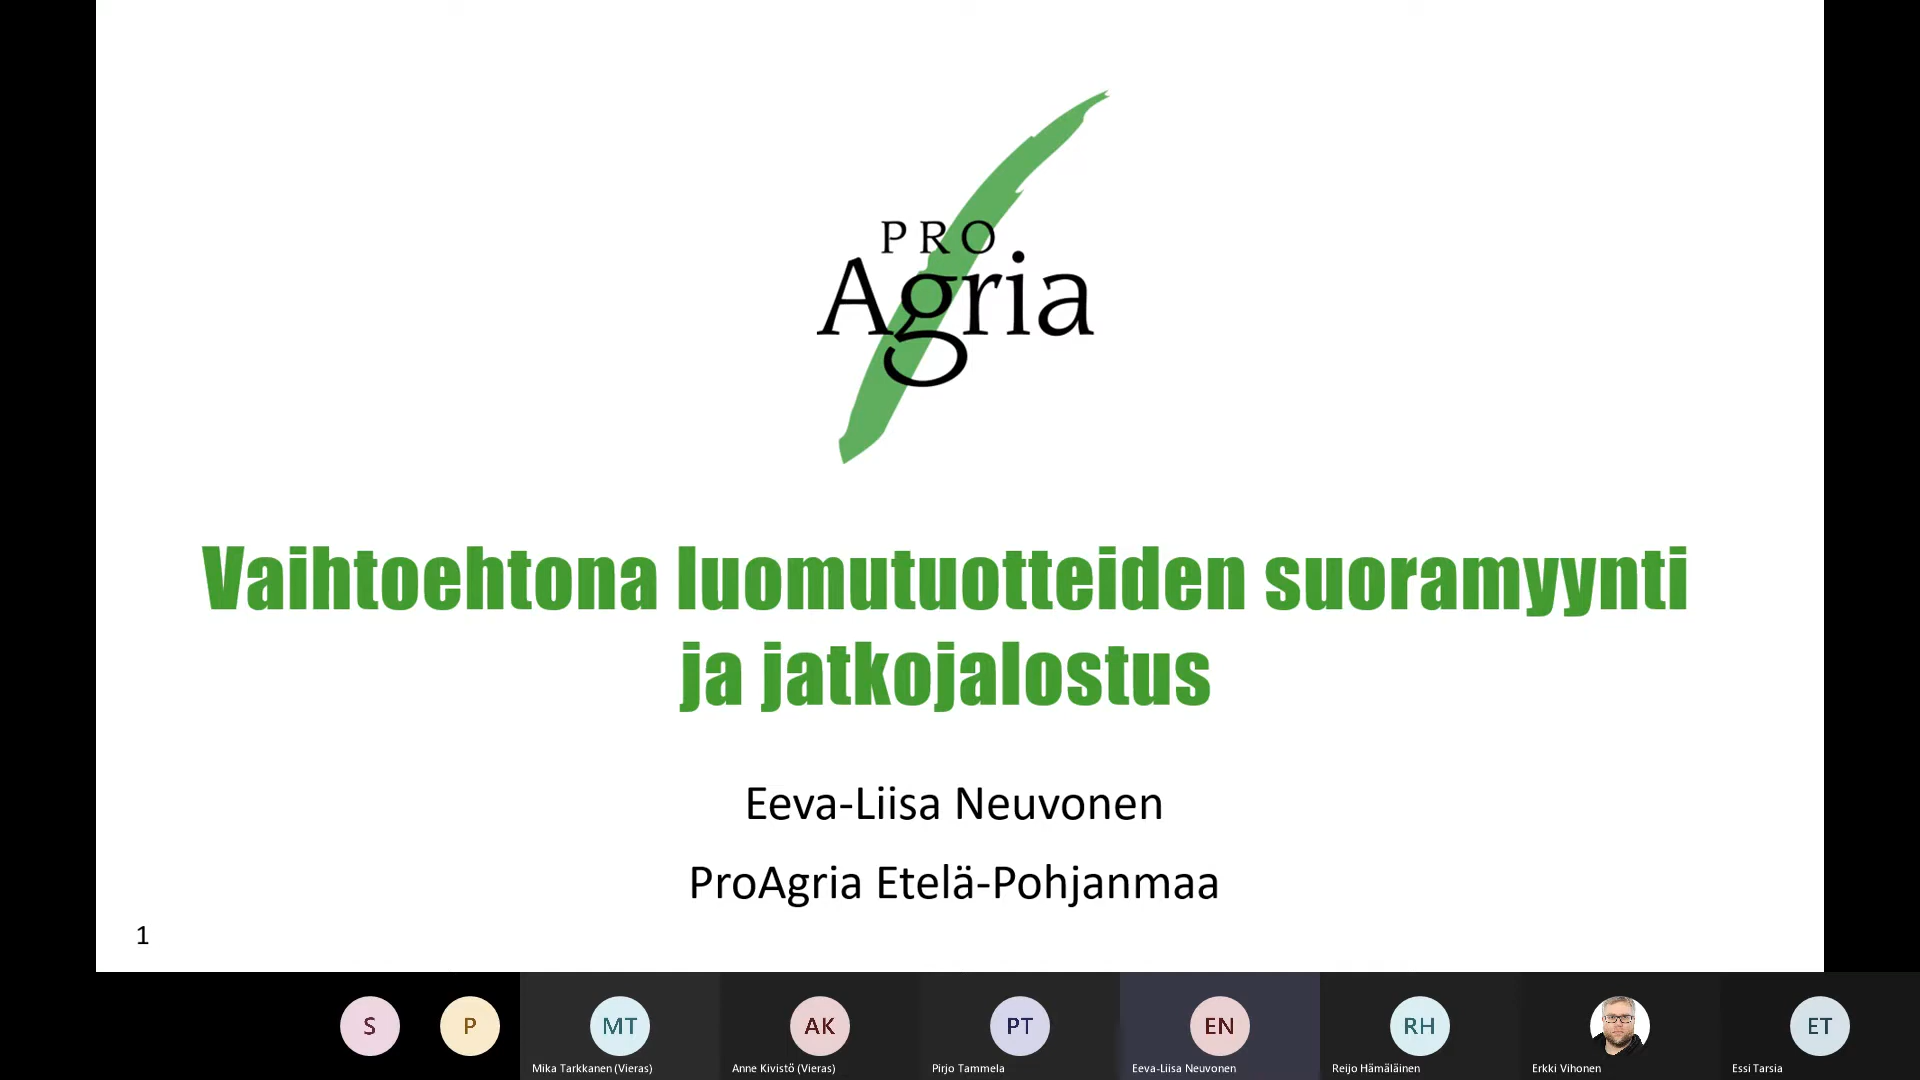 PRO
Agria
Vaihtoehtona luomutuotteiden suoramyynti
ja jatkojalostus
Eeva-Liisa Neuvonen
ProAgria Etelä-Pohjanmaa
1
S
P
MT
AK
PT
EN
RH
ET
Mika Tarkkanen (Vieras)
Anne Kivistö (Vieras)
Pirjo Tammela
Eeva-Liisa Neuvonen
Reijo Hämäläinen
Erkki Vihonen
Essi Tarsia